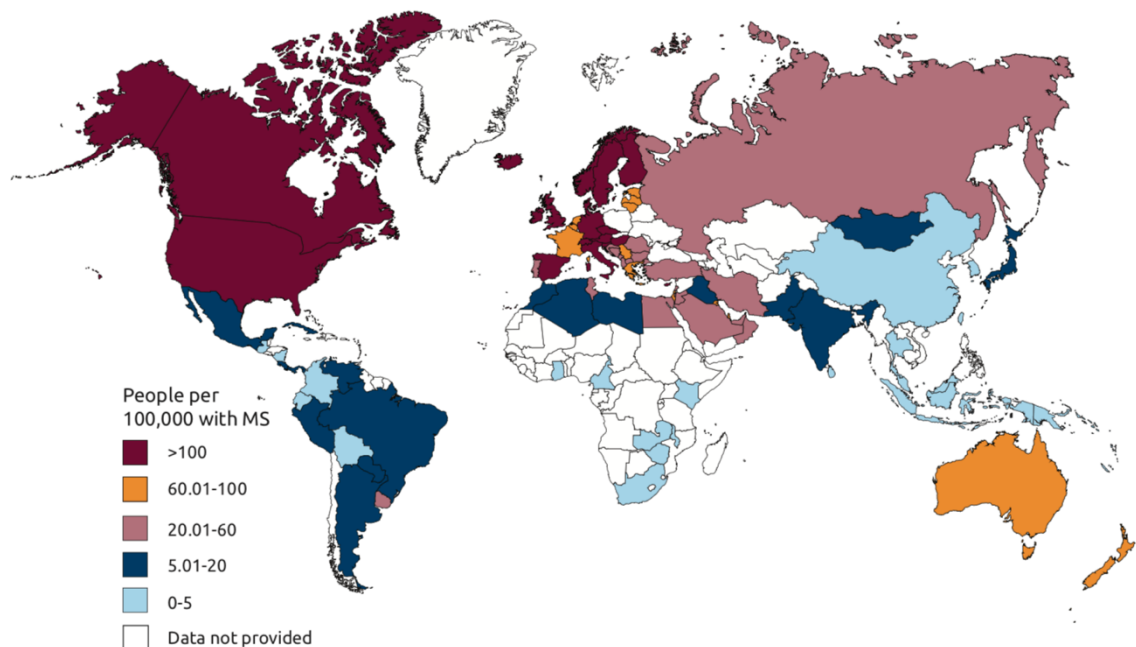 People per
100,000 with MS
>100
60.01-100
20.01-60
5.01-20
0-5
Data not provided